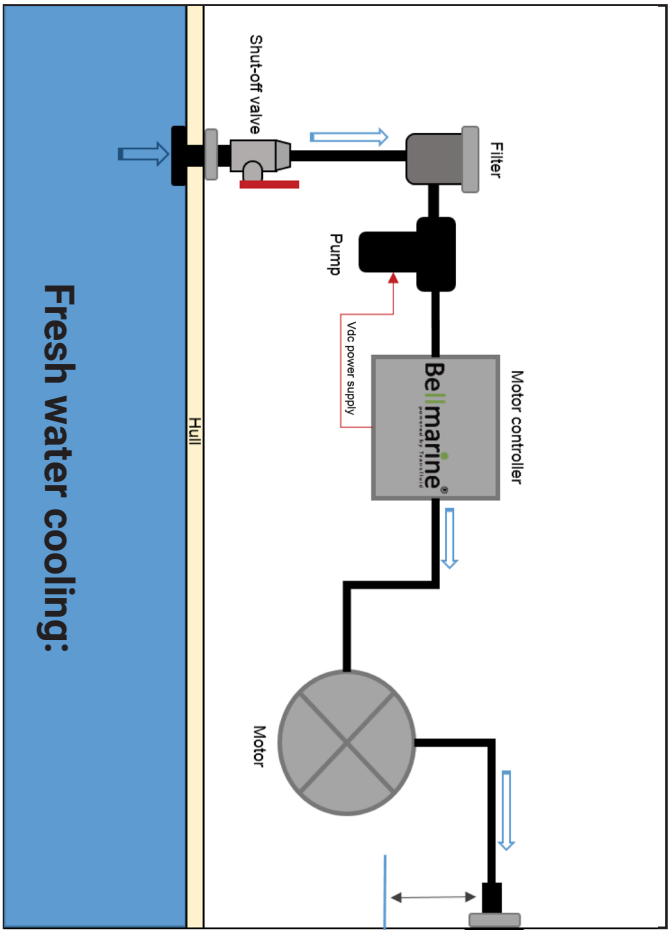 Fresh water cooling:
Hull
Shut-off valve
Filter
Pump
Vdc power supply
Motor controller
Bellmarine®
powered by Transfluid
Motor